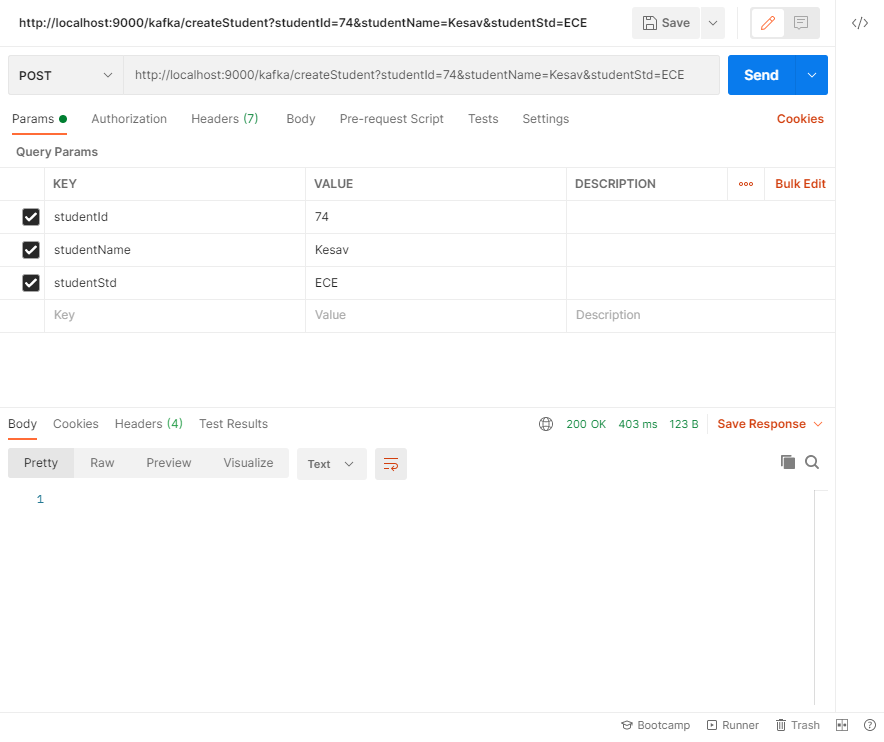 http://localhost:9000/kafka/createStudent?studentId=74&studentName=Kesav&studentStd=ECE Save
POST http://localhost:9000/kafka/createStudent?studentId=74&studentName=Kesav&studentStd=ECE Send
Params Authorization Headers (7) Body Pre-request Script Tests Settings Cookies
Query Params
KEY VALUE DESCRIPTION Bulk Edit
studentId 74
studentName Kesav
studentStd ECE
Key Value Description
Body Cookies Headers (4) Test Results 200 OK 403 ms 123 B Save Response
Pretty Raw Preview Visualize Text
1
Bootcamp Runner Trash